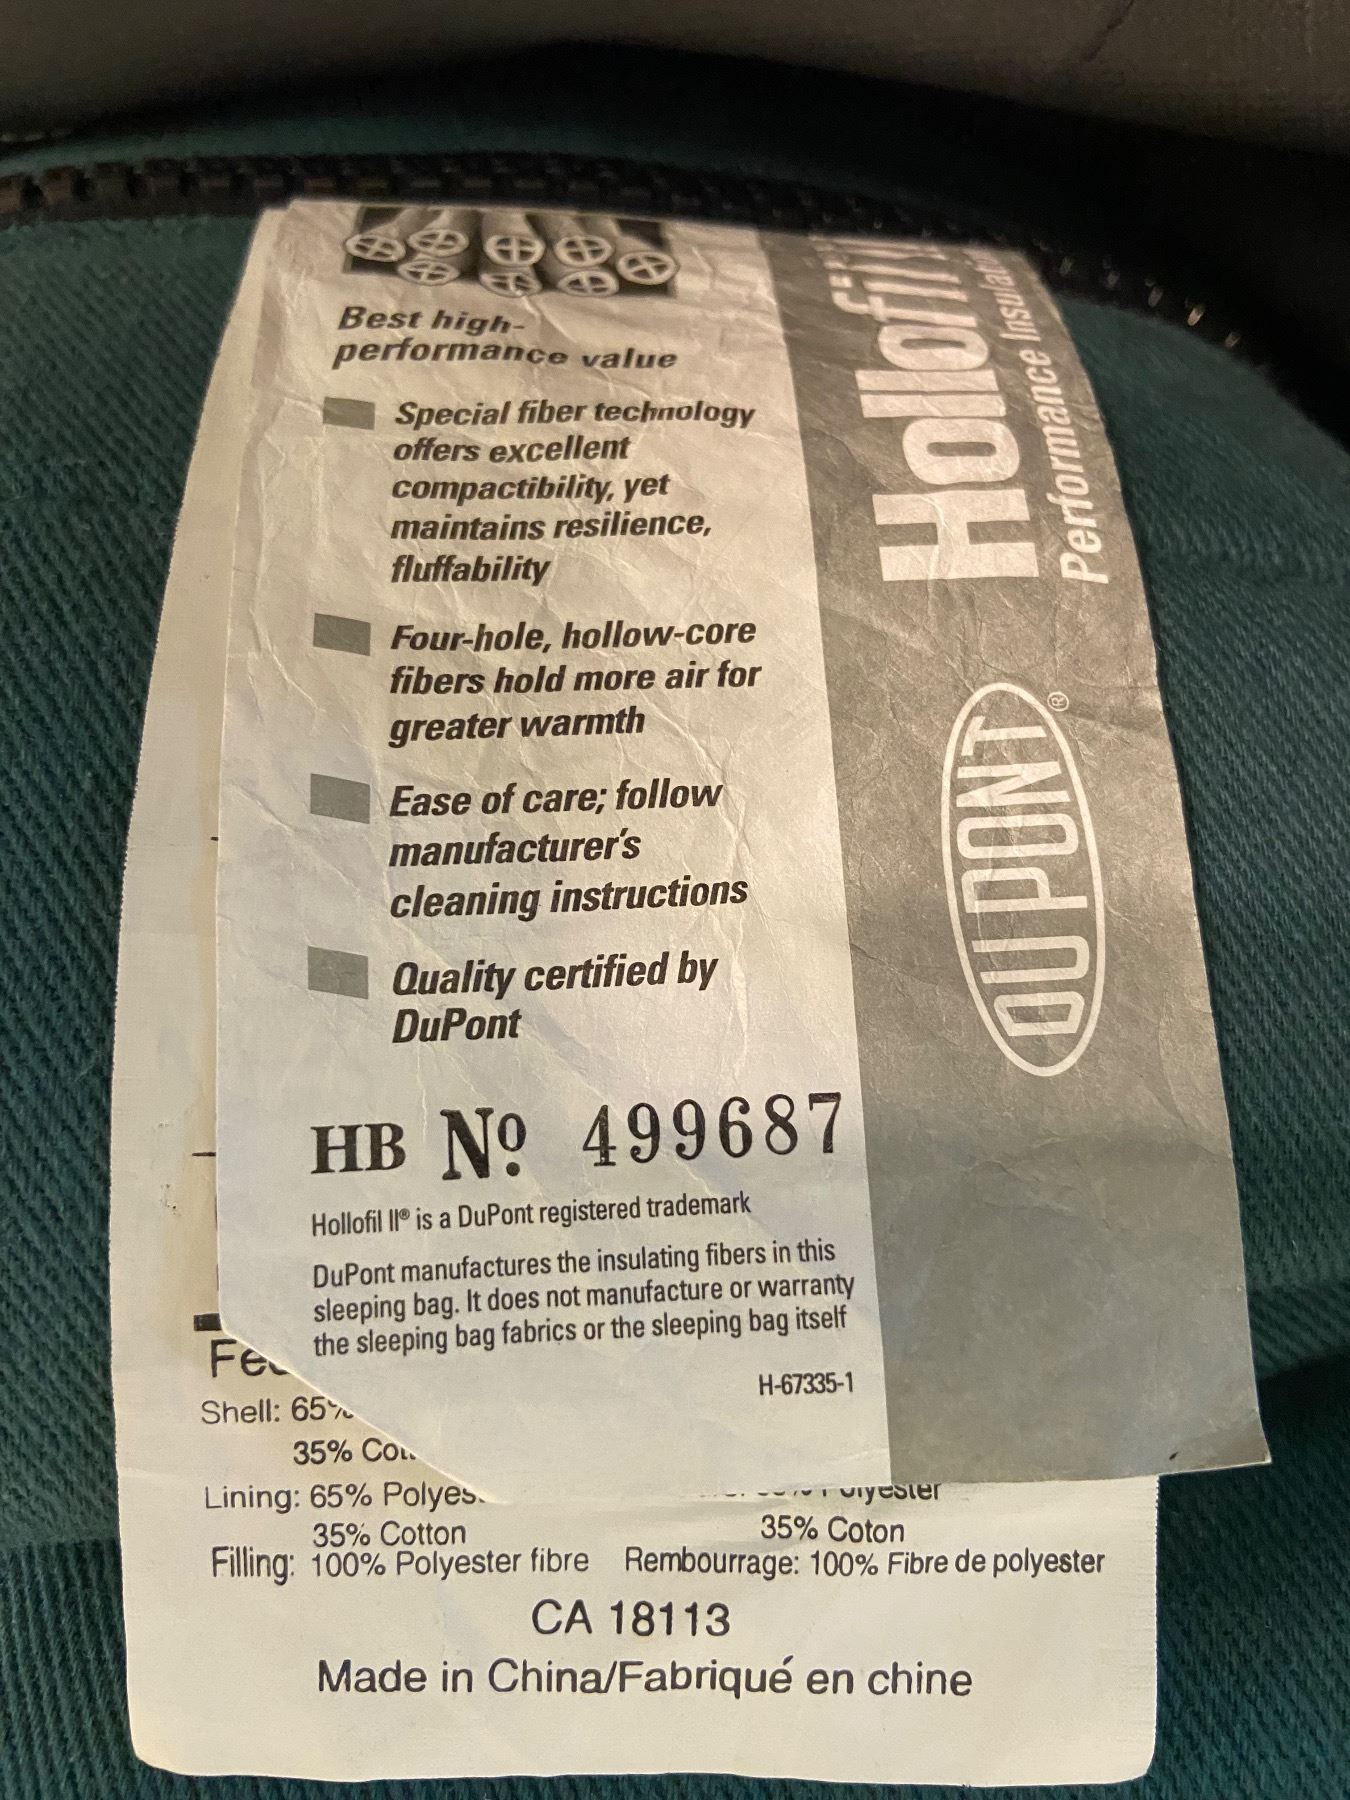 Best high-
performance value
Special fiber technology
offers excellent
compactibility, yet
maintains resilience,
fluffability
Four-hole, hollow-core
fibers hold more air for
greater warmth
Ease of care; follow
manufacturer's
cleaning instructions
Quality certified by
DuPont
HB Nº 499687
Hollofil II® is a DuPont registered trademark
DuPont manufactures the insulating fibers in this
sleeping bag. It does not manufacture or warranty
the sleeping bag fabrics or the sleeping bag itself
H-67335-1
Hollofil
Performance
DU PONT®
Shell: 65%
35%
Lining: 65%
35% Cotton
35% Coton
Filling: 100% Polyester fibre Rembourrage: 100% Fibre de polyester
CA 18113
Made in China/Fabriqué en chine